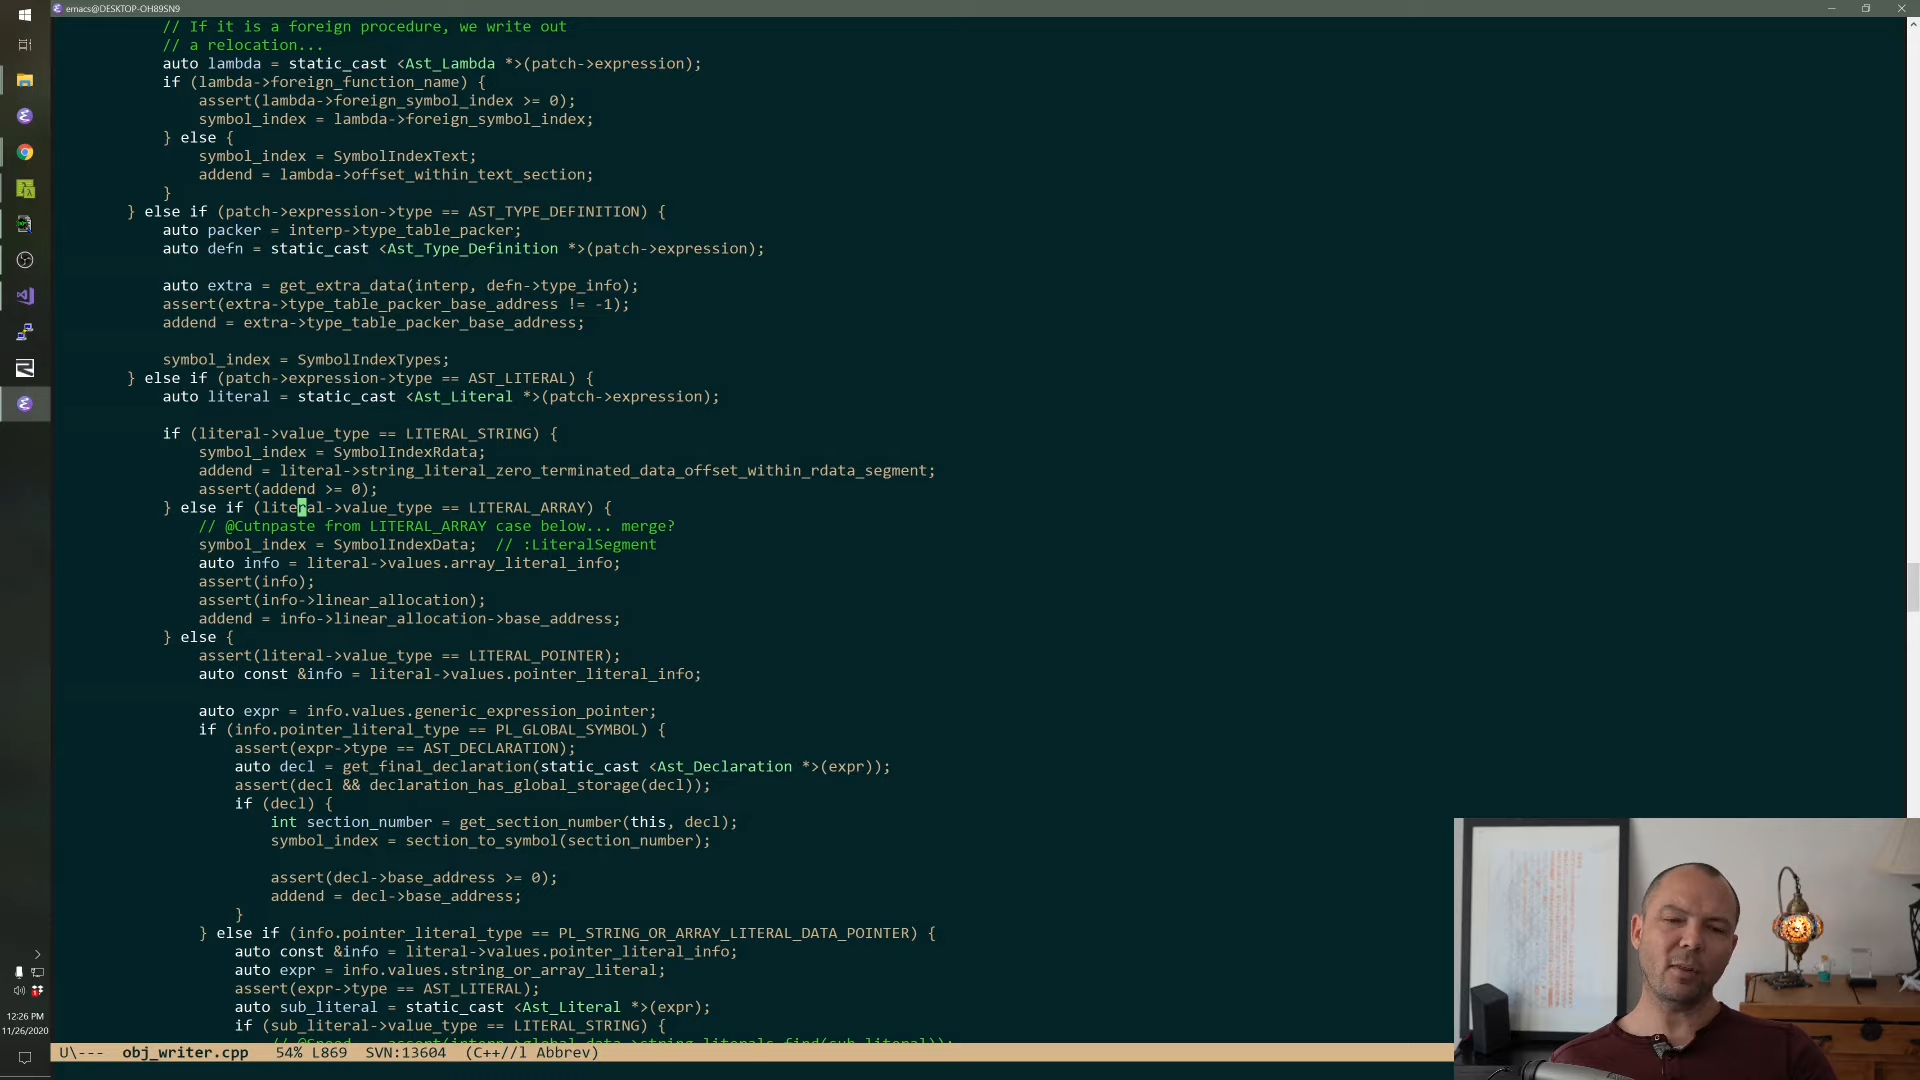 emacs@DESKTOP-OH89SN9
// If it is a foreign procedure, we write out
// a relocation...
auto lambda = static_cast <Ast_Lambda *>(patch->expression);
if (lambda->foreign_function_name) {
assert(lambda->foreign_symbol_index >= 0);
symbol_index = lambda->foreign_symbol_index;
} else {
symbol_index = SymbolIndexText;
addend = lambda->offset_within_text_section;
}
} else if (patch->expression->type == AST_TYPE_DEFINITION) {
auto packer = interp->type_table_packer;
auto defn = static_cast <Ast_Type_Definition *>(patch->expression);
auto extra = get_extra_data(interp, defn->type_info);
assert(extra->type_table_packer_base_address != -1);
addend = extra->type_table_packer_base_address;
symbol_index = SymbolIndexTypes;
} else if (patch->expression->type == AST_LITERAL) {
auto literal = static_cast <Ast_Literal *>(patch->expression);
if (literal->value_type == LITERAL_STRING) {
symbol_index = SymbolIndexRdata;
addend = literal->string_literal_zero_terminated_data_offset_within_rdata_segment;
assert(addend >= 0);
} else if (literal->value_type == LITERAL_ARRAY) {
// @Cutnpaste from LITERAL_ARRAY case below... merge?
symbol_index = SymbolIndexData;  // :LiteralSegment
auto info = literal->values.array_literal_info;
assert(info);
assert(info->linear_allocation);
addend = info->linear_allocation->base_address;
} else {
assert(literal->value_type == LITERAL_POINTER);
auto const &info = literal->values.pointer_literal_info;
auto expr = info.values.generic_expression_pointer;
if (info.pointer_literal_type == PL_GLOBAL_SYMBOL) {
assert(expr->type == AST_DECLARATION);
auto decl = get_final_declaration(static_cast <Ast_Declaration *>(expr));
assert(decl && declaration_has_global_storage(decl));
if (decl) {
int section_number = get_section_number(this, decl);
symbol_index = section_to_symbol(section_number);
assert(decl->base_address >= 0);
addend = decl->base_address;
}
} else if (info.pointer_literal_type == PL_STRING_OR_ARRAY_LITERAL_DATA_POINTER) {
auto const &info = literal->values.pointer_literal_info;
auto expr = info.values.string_or_array_literal;
assert(expr->type == AST_LITERAL);
auto sub_literal = static_cast <Ast_Literal *>(expr);
if (sub_literal->value_type == LITERAL_STRING) {
// @Speed assert(interp->global_data->string_literals.find(sub_literal));
12:26 PM
11/26/2020
U\--- obj_writer.cpp 54% L869 SVN:13604 (C++//l Abbrev)